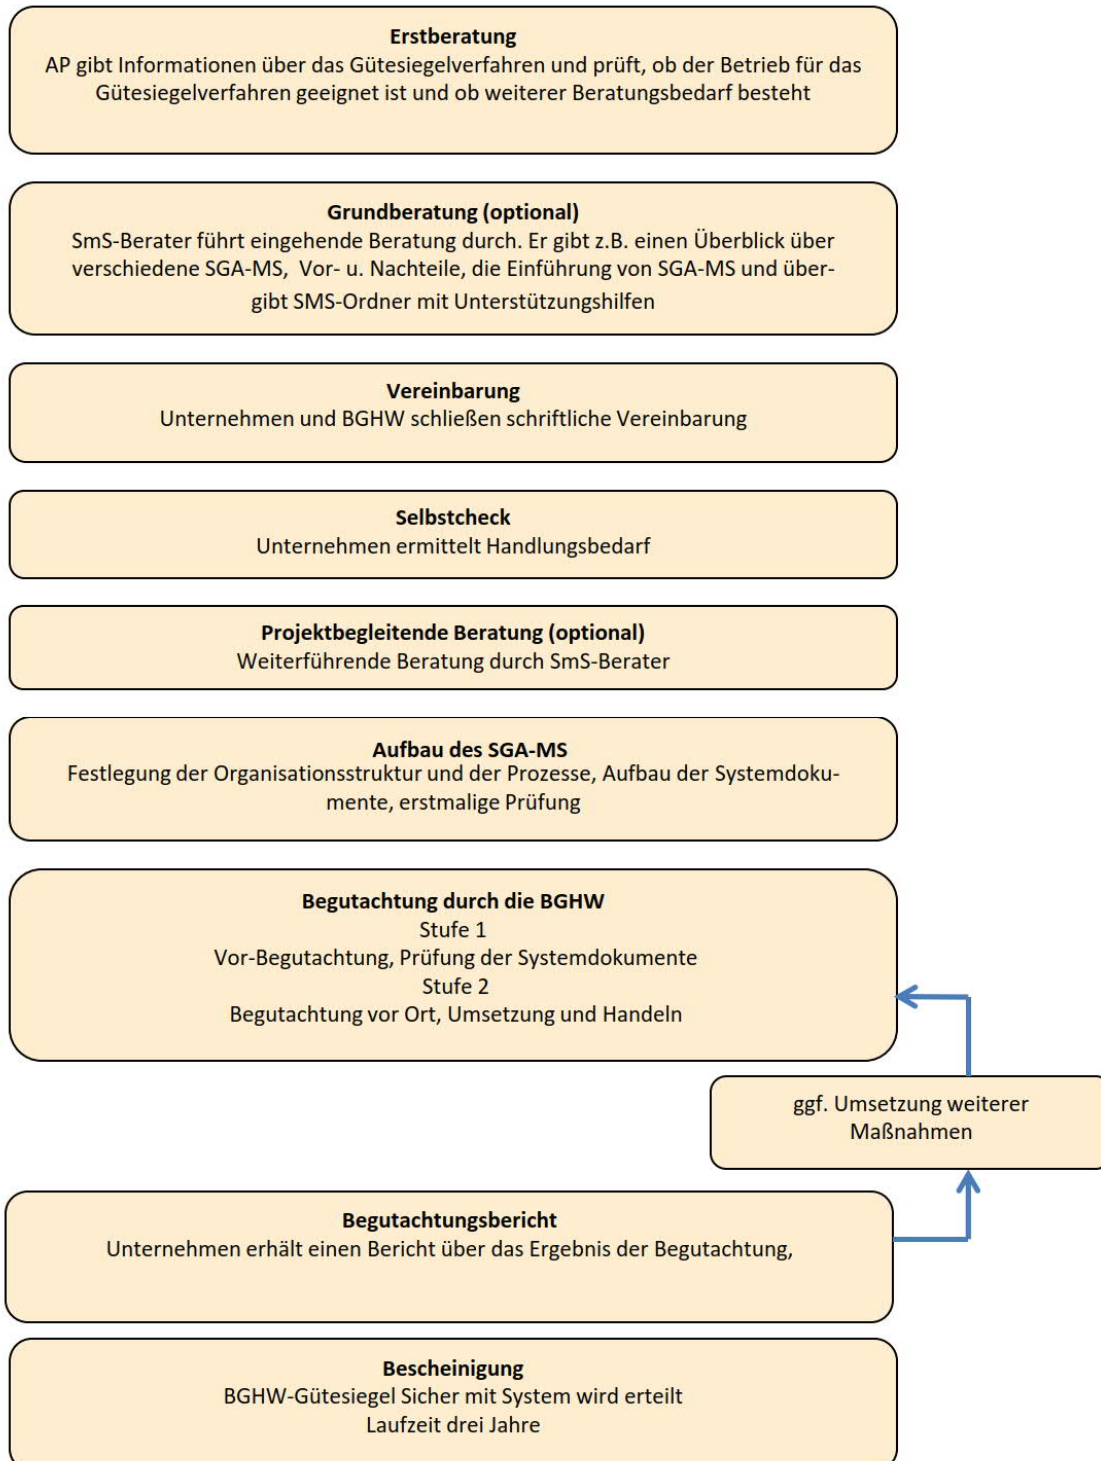 Erstberatung
AP gibt Informationen über das Gütesiegelverfahren und prüft, ob der Betrieb für das
Gütesiegelverfahren geeignet ist und ob weiterer Beratungsbedarf besteht
Grundberatung (optional)
SmS-Berater führt eingehende Beratung durch. Er gibt z.B. einen Überblick über
verschiedene SGA-MS, Vor- u. Nachteile, die Einführung von SGA-MS und über-
gibt SMS-Ordner mit Unterstützungshilfen
Vereinbarung
Unternehmen und BGHW schließen schriftliche Vereinbarung
Selbstcheck
Unternehmen ermittelt Handlungsbedarf
Projektbegleitende Beratung (optional)
Weiterführende Beratung durch SmS-Berater
Aufbau des SGA-MS
Festlegung der Organisationsstruktur und der Prozesse, Aufbau der Systemdoku-
mente, erstmalige Prüfung
Begutachtung durch die BGHW
Stufe 1
Vor-Begutachtung, Prüfung der Systemdokumente
Stufe 2
Begutachtung vor Ort, Umsetzung und Handeln
ggf. Umsetzung weiterer
Maßnahmen
Begutachtungsbericht
Unternehmen erhält einen Bericht über das Ergebnis der Begutachtung,
Bescheinigung
BGHW-Gütesiegel Sicher mit System wird erteilt
Laufzeit drei Jahre